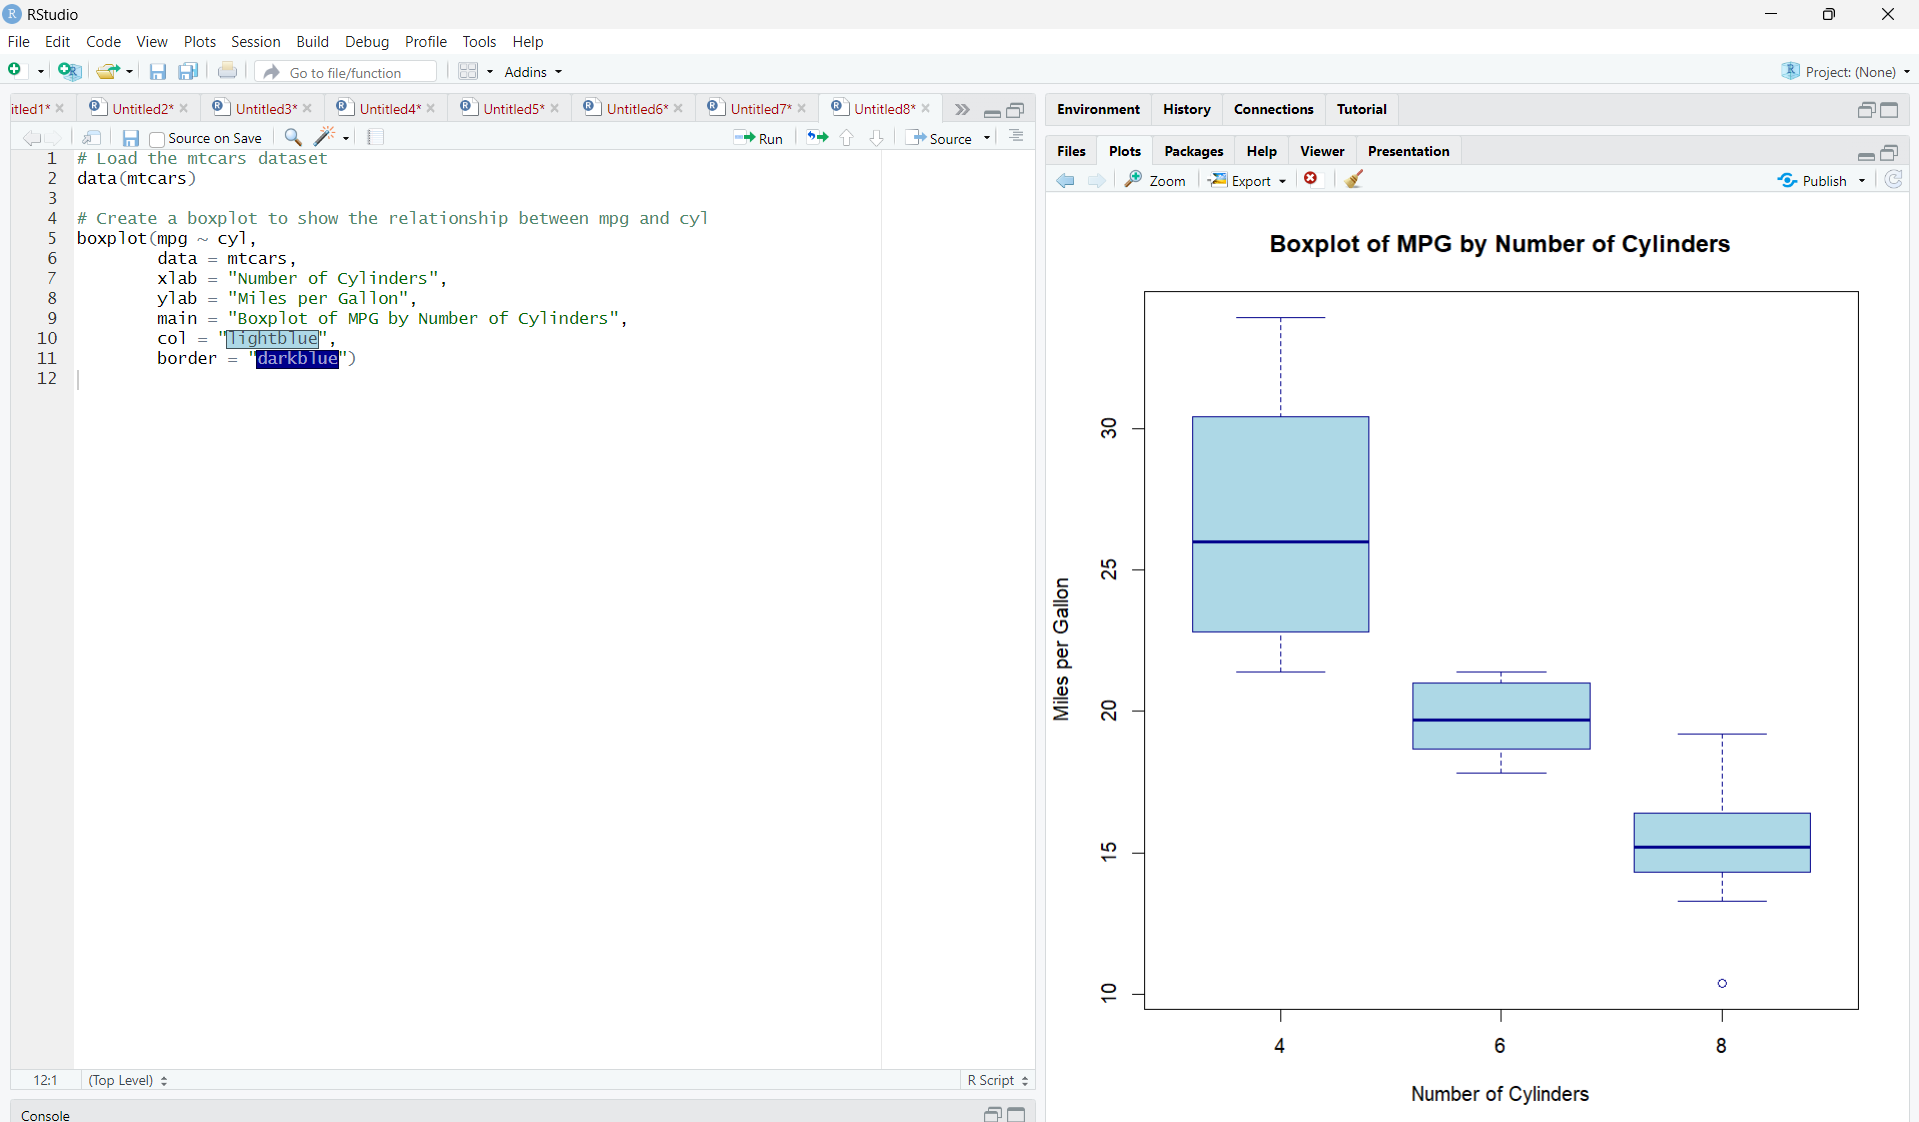 RStudio
File Edit Code View Plots Session Build Debug Profile Tools Help
Go to file/function Addins Project: (None)
itled1* Untitled2* Untitled3* Untitled4* Untitled5* Untitled6* Untitled7* Untitled8*
Source on Save Run Source
1 # Load the mtcars dataset
2 data(mtcars)
3
4 # Create a boxplot to show the relationship between mpg and cyl
5 boxplot(mpg ~ cyl,
6 data = mtcars,
7 xlab = "Number of Cylinders",
8 ylab = "Miles per Gallon",
9 main = "Boxplot of MPG by Number of Cylinders",
10 col = "lightblue",
11 border = "darkblue")
12
12:1 (Top Level) R Script
Console
Environment History Connections Tutorial
Files Plots Packages Help Viewer Presentation
Zoom Export Publish
Boxplot of MPG by Number of Cylinders
Miles per Gallon
30
25
20
15
10
4 6 8
Number of Cylinders